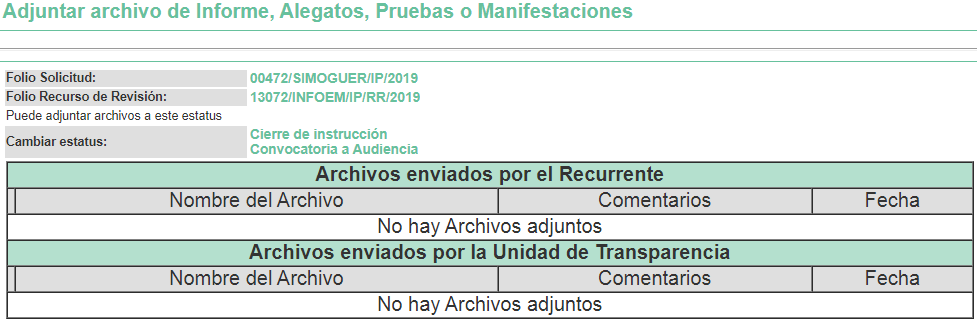 Adjuntar archivo de Informe, Alegatos, Pruebas o Manifestaciones
Folio Solicitud: 00472/SIMOGUER/IP/2019
Folio Recurso de Revisión: 13072/INFOEM/IP/RR/2019
Puede adjuntar archivos a este estatus
Cambiar estatus: Cierre de instrucción
Convocatoria a Audiencia
Archivos enviados por el Recurrente
Nombre del Archivo Comentarios Fecha
No hay Archivos adjuntos
Archivos enviados por la Unidad de Transparencia
Nombre del Archivo Comentarios Fecha
No hay Archivos adjuntos